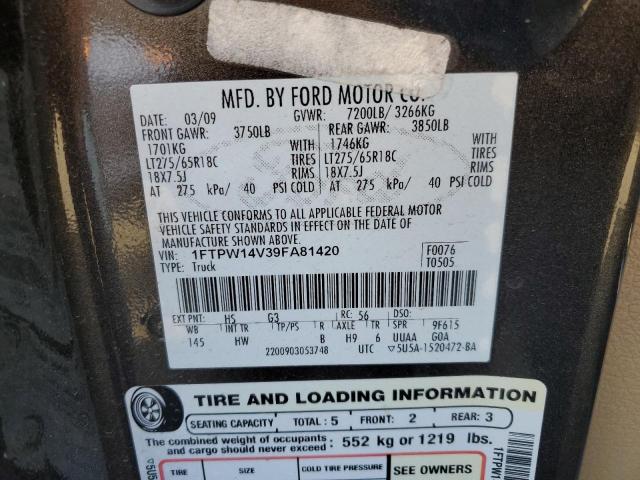 MFD. BY FORD MOTOR CO.
DATE: 03/09 GVWR: 7200LB/ 3266KG
FRONT GAWR: 3750LB REAR GAWR: 3850LB
1701KG WITH 1746KG WITH
LT275/65R18C TIRES LT275/65R18C TIRES
18X7.5J RIMS 18X7.5J RIMS
AT 275 kPa/ 40 PSI COLD AT 275 kPa/ 40 PSI COLD
THIS VEHICLE CONFORMS TO ALL APPLICABLE FEDERAL MOTOR
VEHICLE SAFETY STANDARDS IN EFFECT ON THE DATE OF
MANUFACTURE SHOWN ABOVE.
VIN: 1FTPW14V39FA81420 F0076
TYPE: Truck T0505
EXT PNT: HS G3 RC: 56 DSO:
WB INT TR TP/PS R AXLE TR SPR 9F615
145 HW B H9 6 UUAA G0A
2200903053748 UTC ▽5U5A-1520472-BA
TIRE AND LOADING INFORMATION
SEATING CAPACITY TOTAL : 5 FRONT: 2 REAR: 3
The combined weight of occupants and cargo should never exceed : 552 kg or 1219 lbs.
TIRE SIZE COLD TIRE PRESSURE SEE OWNERS
▽5U5
1FTPW1